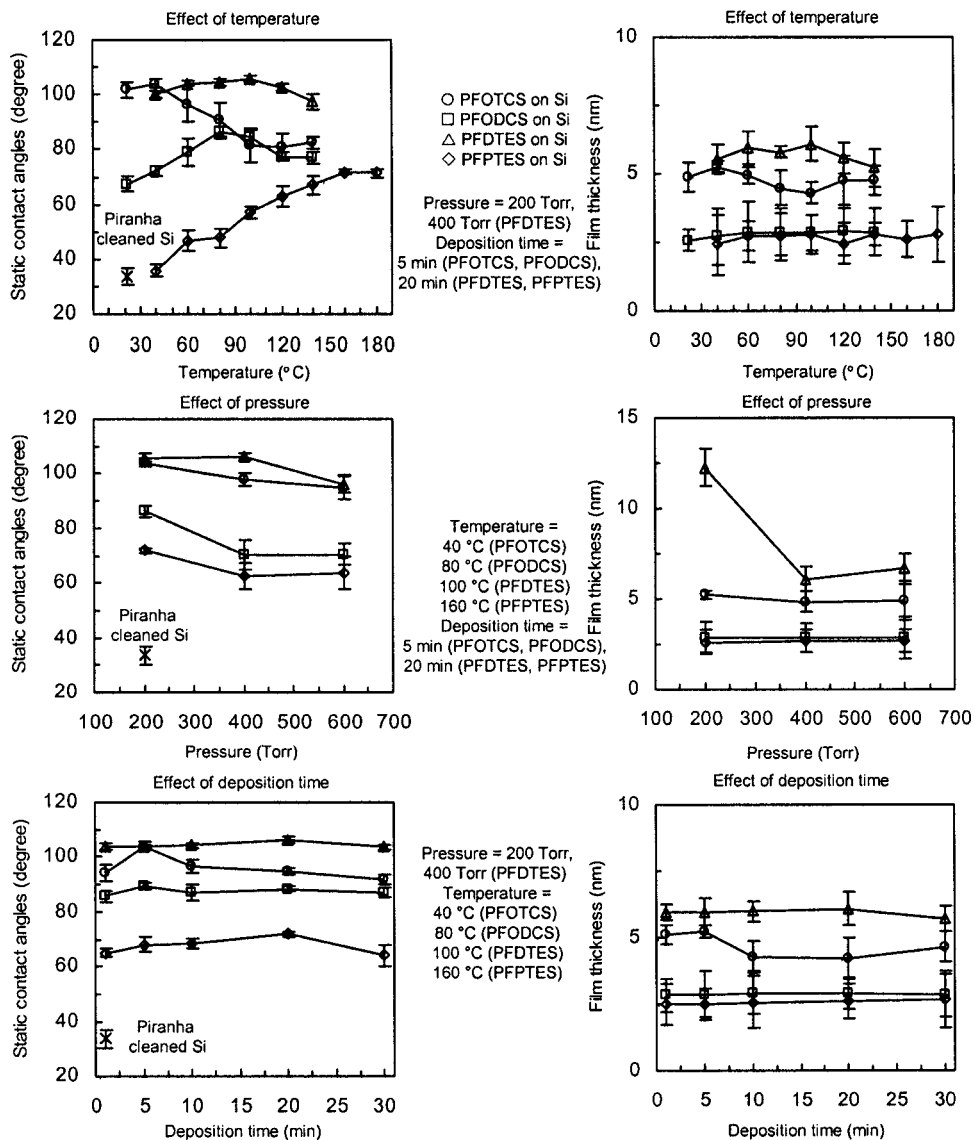 Effect of temperature
120
100
80
60
40
20
Static contact angles (degree)
Piranha
cleaned Si
0 30 60 90 120 150 180
Temperature (°C)
PFOTCS on Si
PFODCS on Si
PFDTES on Si
PFPTES on Si
Pressure = 200 Torr,
400 Torr (PFDTES)
Deposition time =
5 min (PFOTCS, PFODCS),
20 min (PFDTES, PFPTES)
Effect of temperature
10
5
0
Film thickness (nm)
0 30 60 90 120 150 180
Temperature (°C)
Effect of pressure
120
100
80
60
40
20
Static contact angles (degree)
Piranha
cleaned Si
100 200 300 400 500 600 700
Pressure (Torr)
Temperature =
40 °C (PFOTCS)
80 °C (PFODCS)
100 °C (PFDTES)
160 °C (PFPTES)
Deposition time =
5 min (PFOTCS, PFODCS),
20 min (PFDTES, PFPTES)
Effect of pressure
15
10
5
0
Film thickness (nm)
100 200 300 400 500 600 700
Pressure (Torr)
Effect of deposition time
120
100
80
60
40
20
Static contact angles (degree)
Piranha
cleaned Si
0 5 10 15 20 25 30
Deposition time (min)
Pressure = 200 Torr,
400 Torr (PFDTES)
Temperature =
40 °C (PFOTCS)
80 °C (PFODCS)
100 °C (PFDTES)
160 °C (PFPTES)
Effect of deposition time
10
5
0
Film thickness (nm)
0 5 10 15 20 25 30
Deposition time (min)